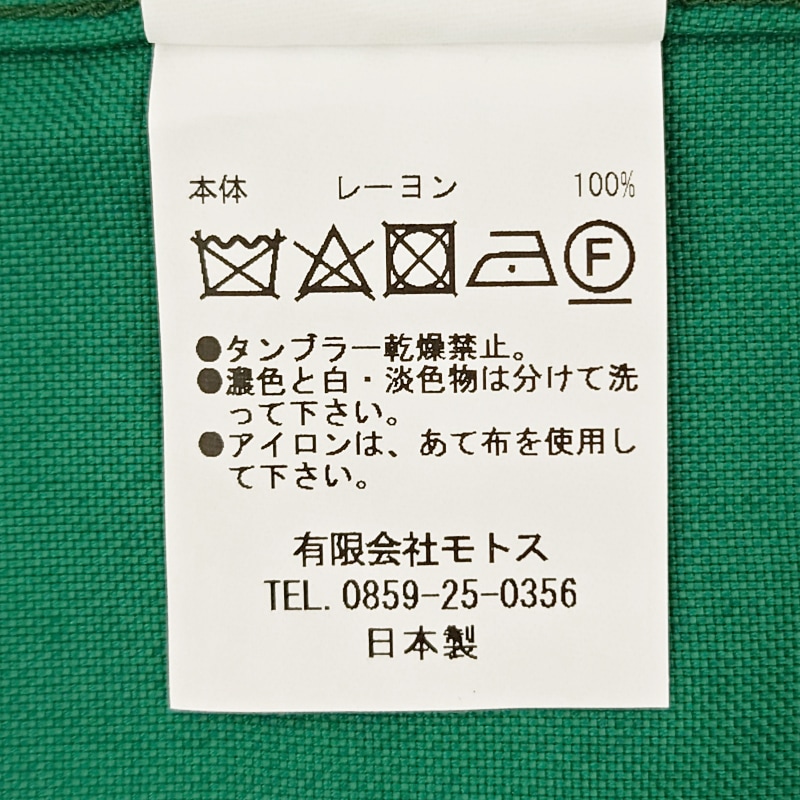 本体 レーヨン 100%
F
●タンブラー乾燥禁止。
●濃色と白・淡色物は分けて洗
って下さい。
●アイロンは、あて布を使用し
て下さい。
有限会社モトス
TEL. 0859-25-0356
日本製